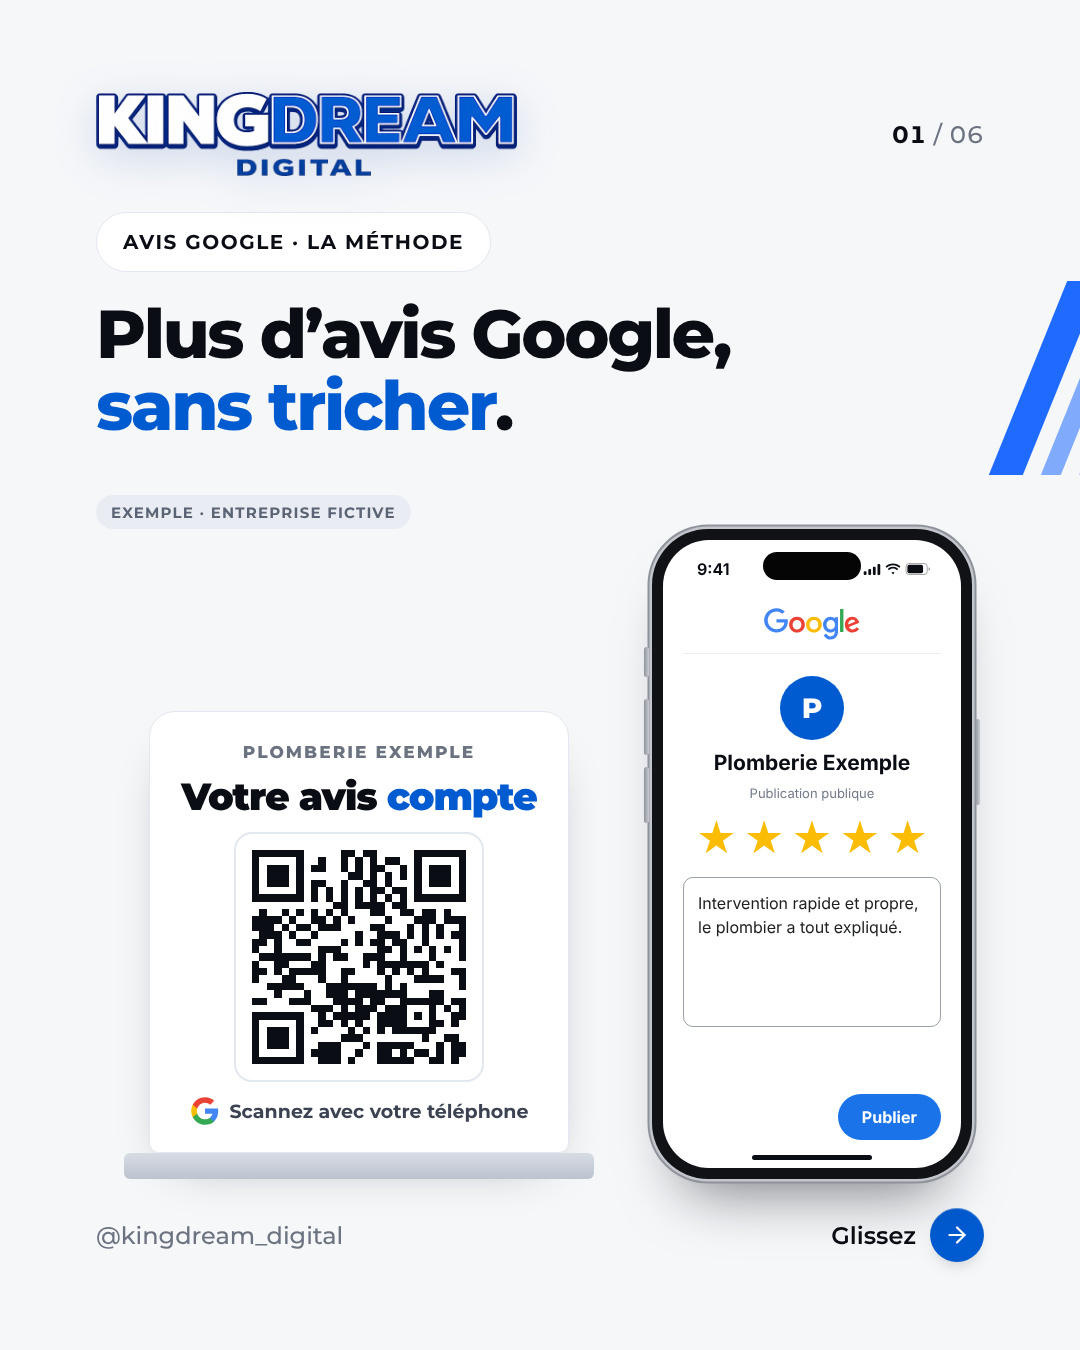 KINGDREAM
DIGITAL
01 / 06
AVIS GOOGLE · LA MÉTHODE
Plus d’avis Google,
sans tricher.
EXEMPLE · ENTREPRISE FICTIVE
PLOMBERIE EXEMPLE
Votre avis compte
Scannez avec votre téléphone
9:41
Google
P
Plomberie Exemple
Publication publique
Intervention rapide et propre,
le plombier a tout expliqué.
Publier
@kingdream_digital
Glissez